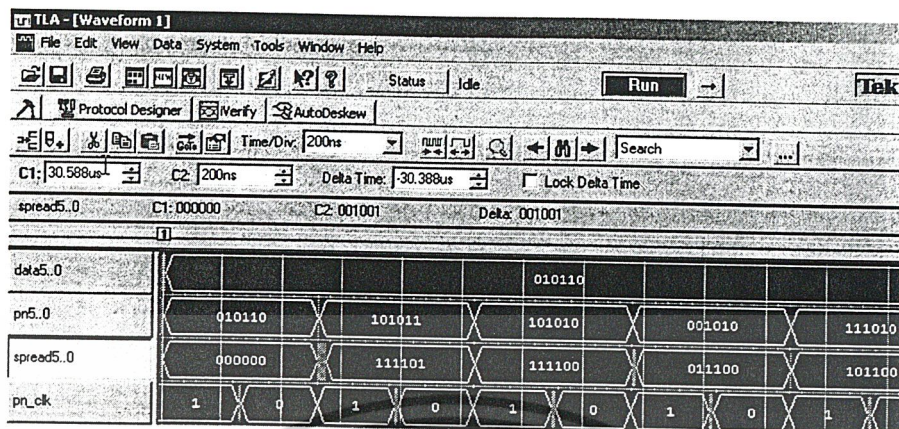 TLA - [Waveform 1]
File Edit View Data System Tools Window Help
Status Idle Run → Tek
Protocol Designer iVerify AutoDeskew
Goto Time/Div: 200ns Search ...
C1: 30.588us C2: 200ns Delta Time: -30.388us Lock Delta Time
spread5..0 C1: 000000 C2: 001001 Delta: 001001
1
data5..0 010110
pn5..0 010110 101011 101010 001010 111010
spread5..0 000000 111101 111100 011100 101100
pn_clk 1 0 1 0 1 0 1 0 1